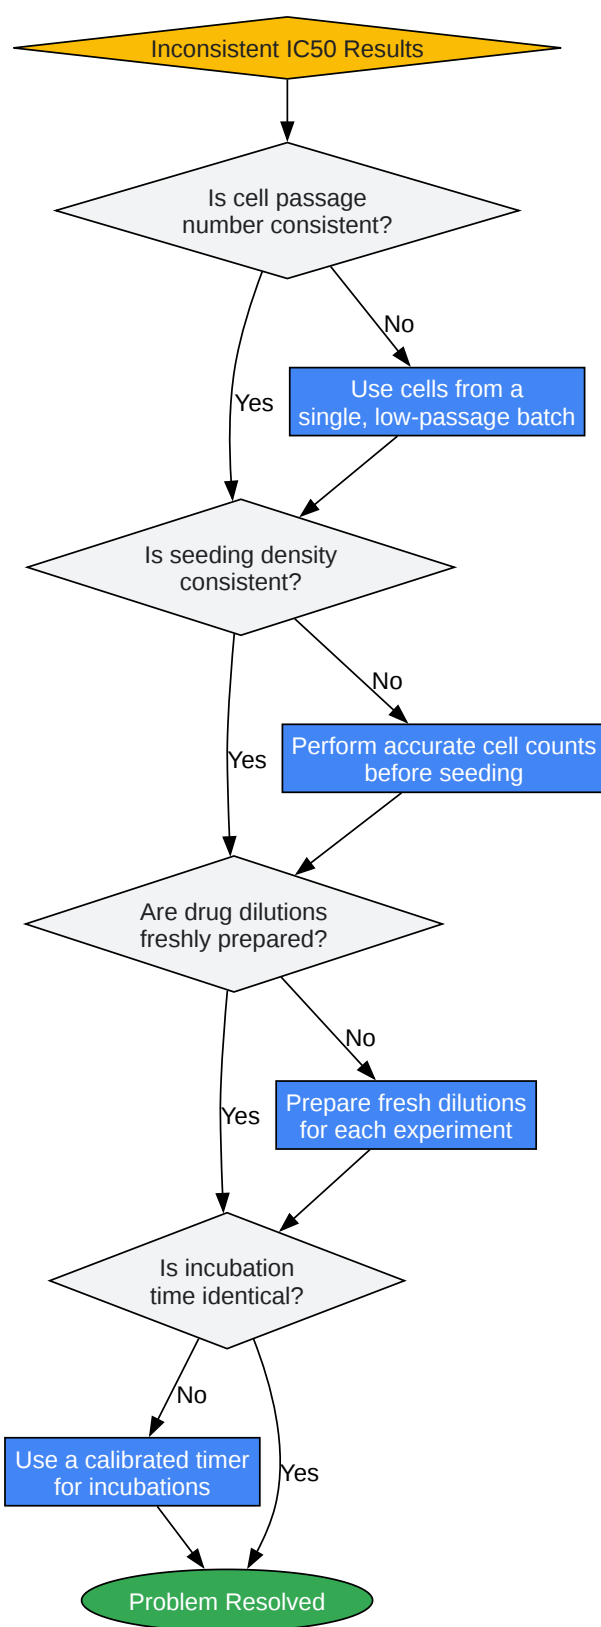 Inconsistent IC50 Results
Is cell passage
number consistent?
No
Yes
Use cells from a
single, low-passage batch
Is seeding density
consistent?
No
Yes
Perform accurate cell counts
before seeding
Are drug dilutions
freshly prepared?
No
Yes
Prepare fresh dilutions
for each experiment
Is incubation
time identical?
No
Use a calibrated timer
for incubations
Yes
Problem Resolved